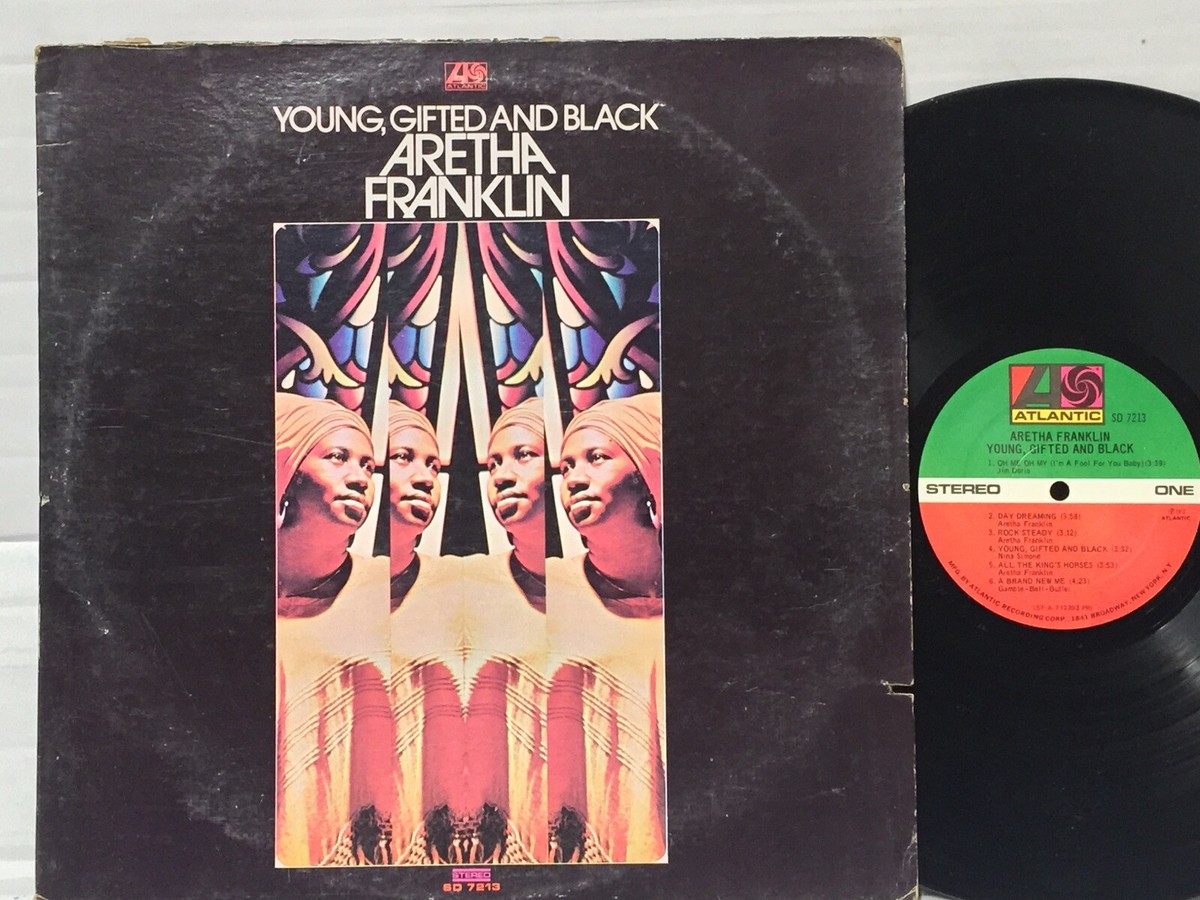 ATLANTIC
YOUNG, GIFTED AND BLACK
ARETHA
FRANKLIN
STEREO
SD 7213
ATLANTIC
SD 7213
ARETHA FRANKLIN
YOUNG, GIFTED AND BLACK
1. OH ME OH MY (I'm A Fool For You Baby) (3:39)
Jim Doris
STEREO
ONE
2. DAY DREAMING (3:58)
Aretha Franklin
ATLANTIC
3. ROCK STEADY (3:12)
Aretha Franklin
4. YOUNG, GIFTED AND BLACK (2:52)
Nina Simone
5. ALL THE KING'S HORSES (3:53)
Aretha Franklin
6. A BRAND NEW ME (4:21)
Gamble-Bell-Butler
MFG. BY ATLANTIC RECORDING CORP., 1841 BROADWAY, NEW YORK, N.Y.